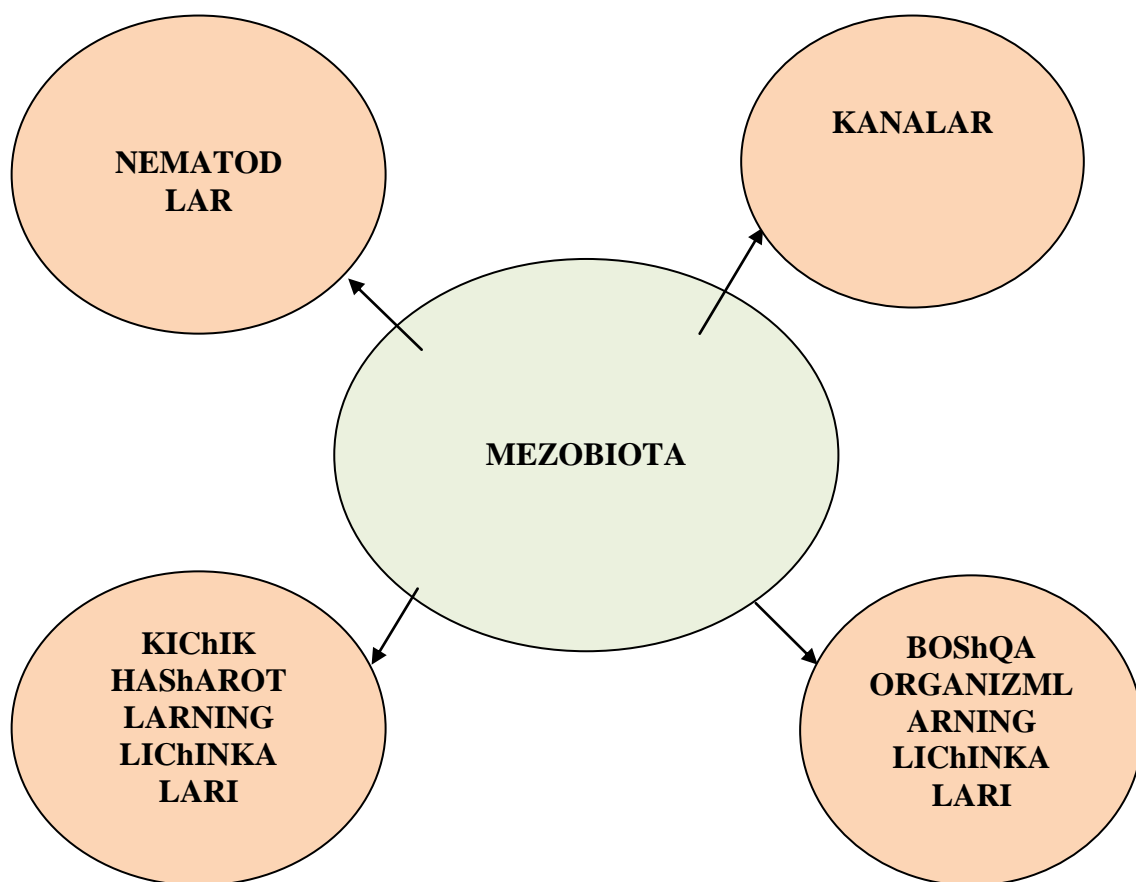 NEMATOD
LAR
KANALAR
MEZOBIOTA
KIChIK
HAShAROT
LARNING
LIChINKA
LARI
BOShQA
ORGANIZML
ARNING
LIChINKA
LARI